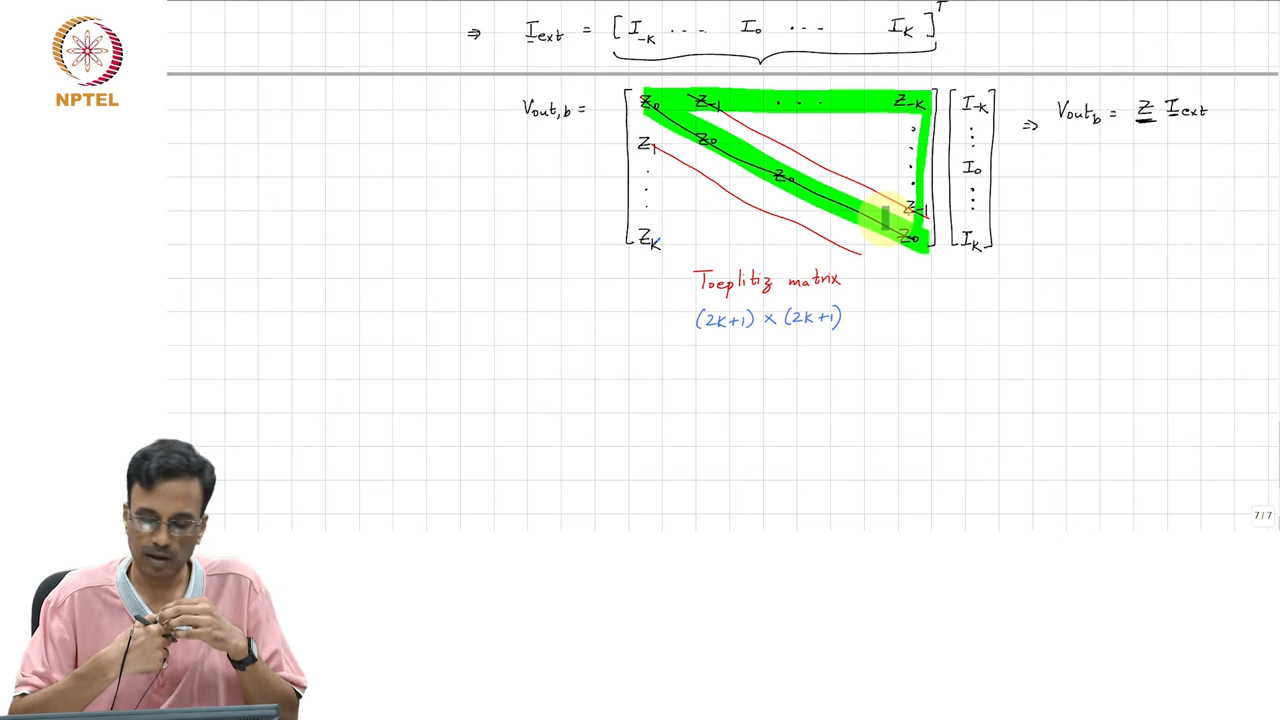 ⇒ I_ext = [ I_-K .... I_0 ... I_K ]^T
NPTEL
V_out,b = [ Z_0 Z_-1 . . . Z_-K ] [ I_-K ] ⇒ V_out_b = Z I_ext
Z_1 Z_0
Z_0 I_0
Z_-1
Z_K Z_0 I_K
Toeplitiz matrix
(2K+1) × (2K+1)
7/7